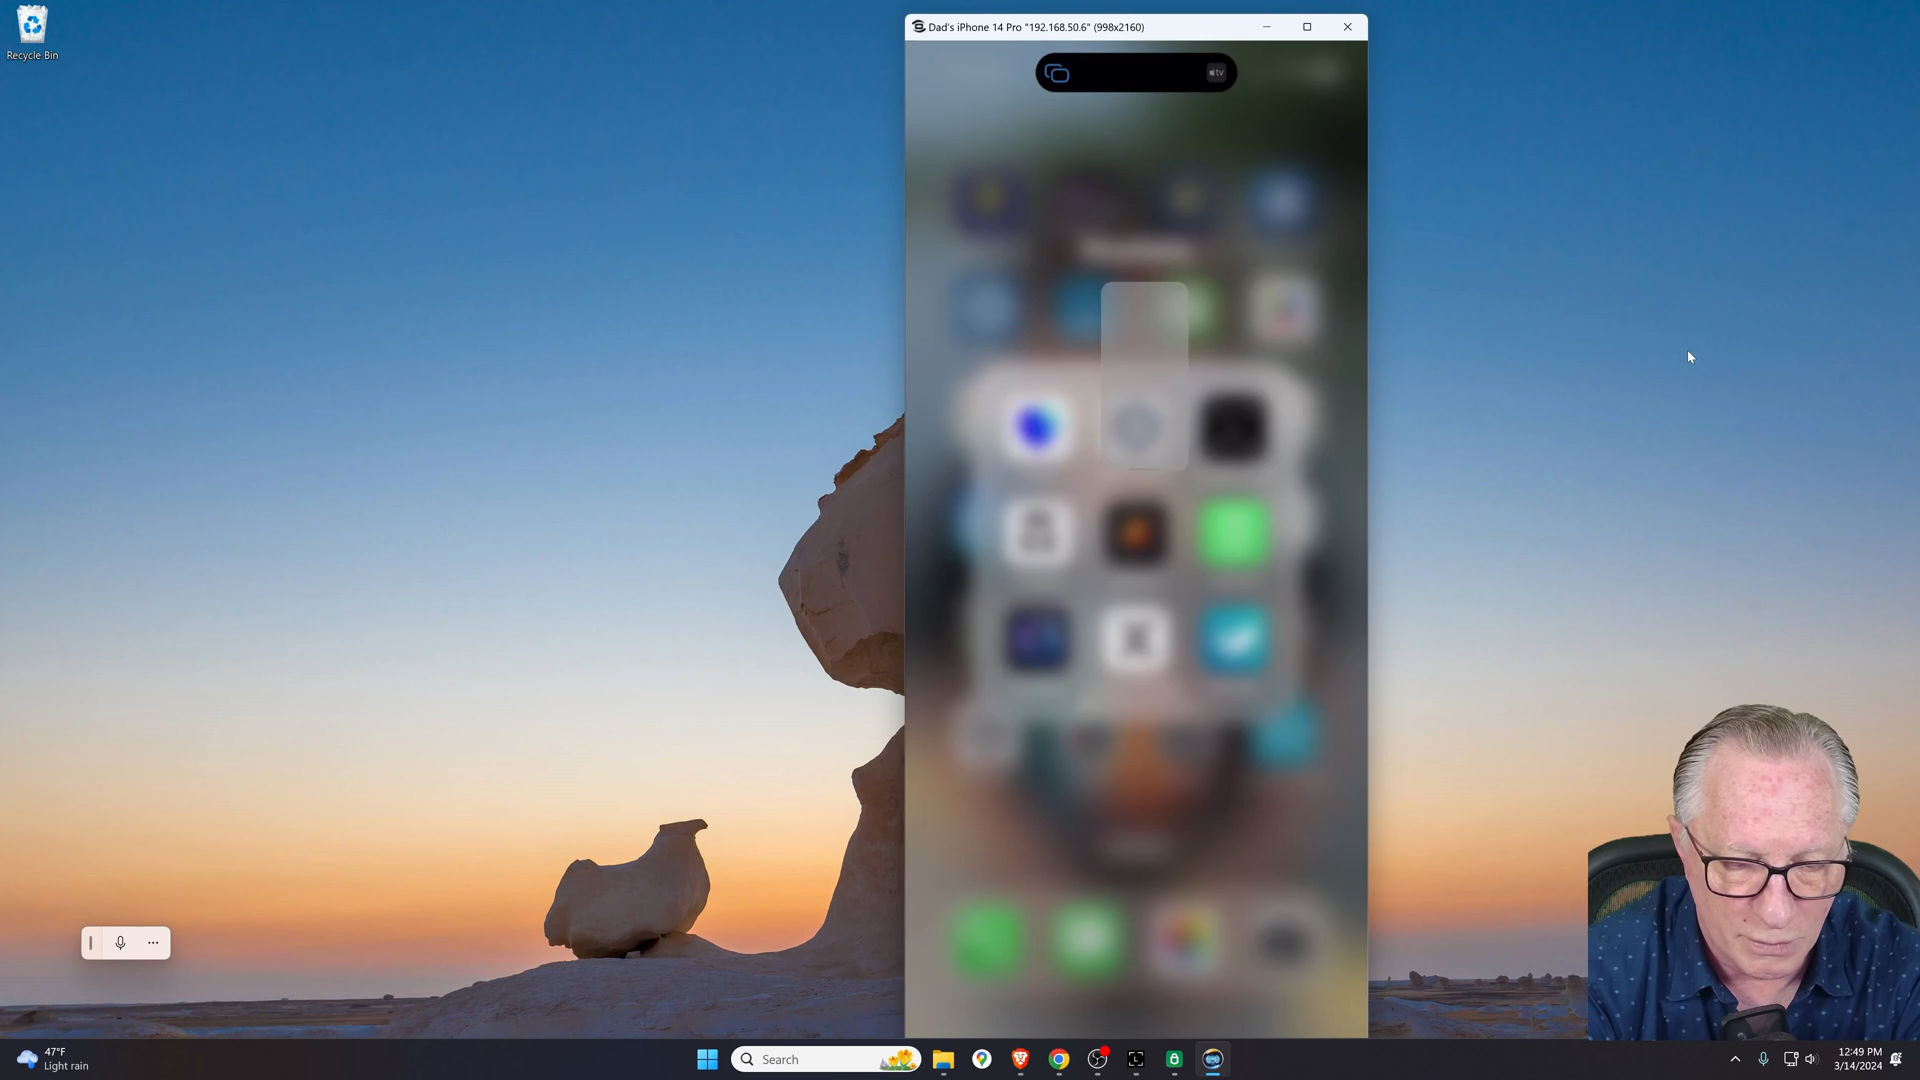 Recycle Bin
Dad's iPhone 14 Pro "192.168.50.6" (998x2160)
tv
47°F
Light rain
Search
L
12:49 PM
3/14/2024